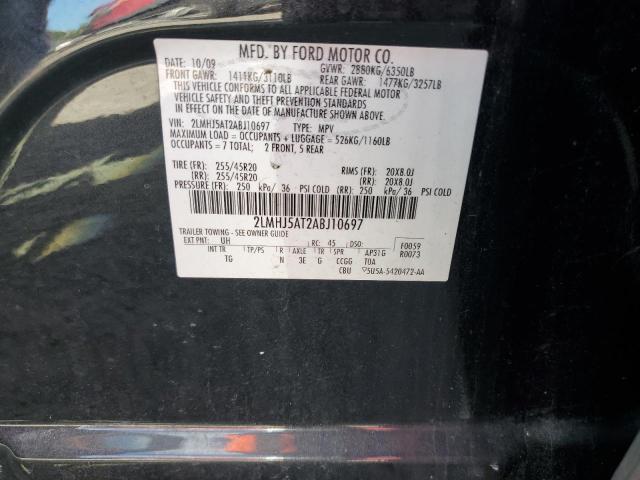 MFD. BY FORD MOTOR CO.
DATE: 10/09 GVWR: 2880KG/6350LB
FRONT GAWR: 1411KG/3110LB REAR GAWR: 1477KG/3257LB
THIS VEHICLE CONFORMS TO ALL APPLICABLE FEDERAL MOTOR
VEHICLE SAFETY AND THEFT PREVENTION STANDARDS
IN EFFECT ON THE DATE OF MANUFACTURE SHOWN ABOVE.
VIN: 2LMHJ5AT2ABJ10697 TYPE: MPV
MAXIMUM LOAD = OCCUPANTS + LUGGAGE = 526KG/1160LB
OCCUPANTS = 7 TOTAL: 2 FRONT, 5 REAR
TIRE (FR): 255/45R20 RIMS (FR): 20X8.0J
(RR): 255/45R20 (RR): 20X8.0J
PRESSURE (FR): 250 kPa/ 36 PSI COLD (RR): 250 kPa/ 36 PSI COLD
2LMHJ5AT2ABJ10697
TRAILER TOWING - SEE OWNER GUIDE
EXT PNT: UH RC: 45 DSO: F0059
INT TR TP/PS R AXLE TR SPR AP31G R0073
TG N 3E G CCGG T0A
CBU 5U5A-5420472-AA